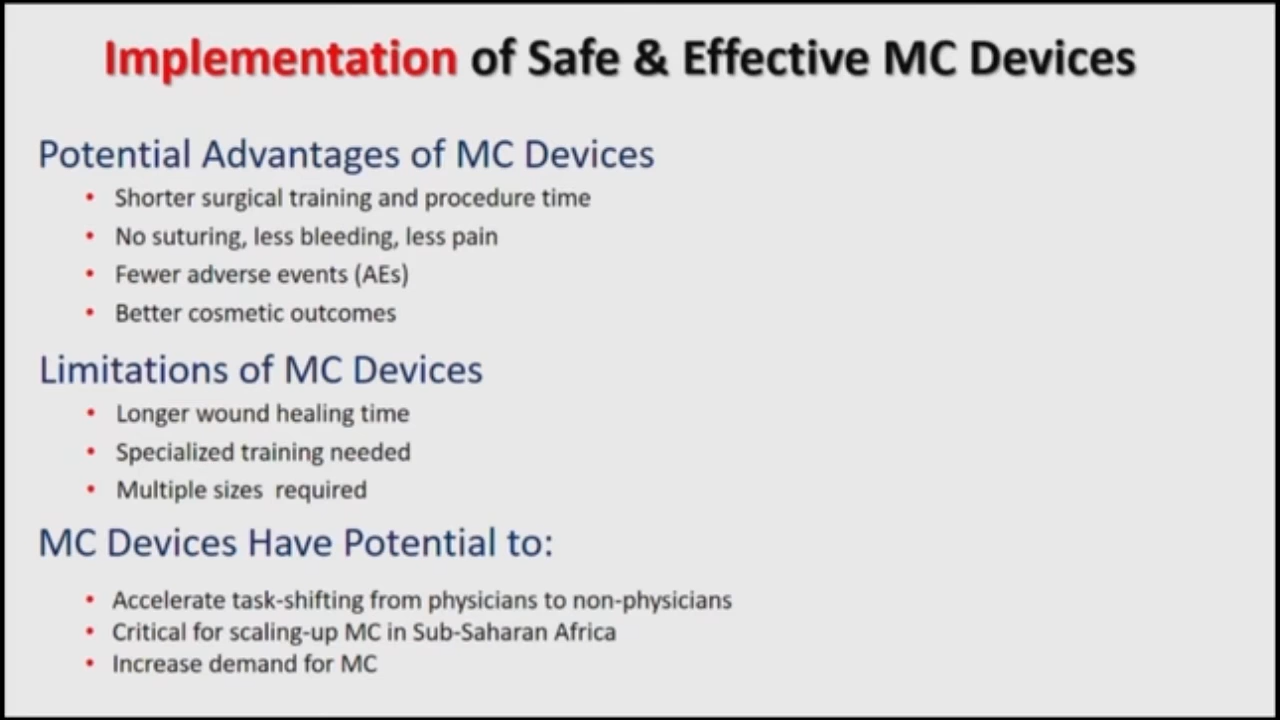 Implementation of Safe & Effective MC Devices
Potential Advantages of MC Devices
• Shorter surgical training and procedure time
• No suturing, less bleeding, less pain
• Fewer adverse events (AEs)
• Better cosmetic outcomes
Limitations of MC Devices
• Longer wound healing time
• Specialized training needed
• Multiple sizes  required
MC Devices Have Potential to:
• Accelerate task-shifting from physicians to non-physicians
• Critical for scaling-up MC in Sub-Saharan Africa
• Increase demand for MC